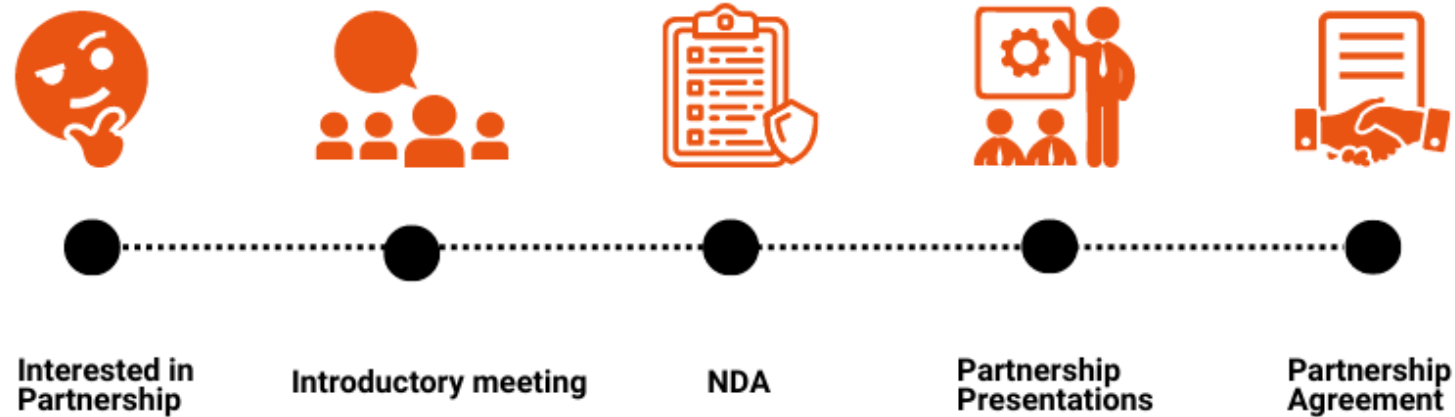 Interested in
Partnership
Introductory meeting
NDA
Partnership
Presentations
Partnership
Agreement